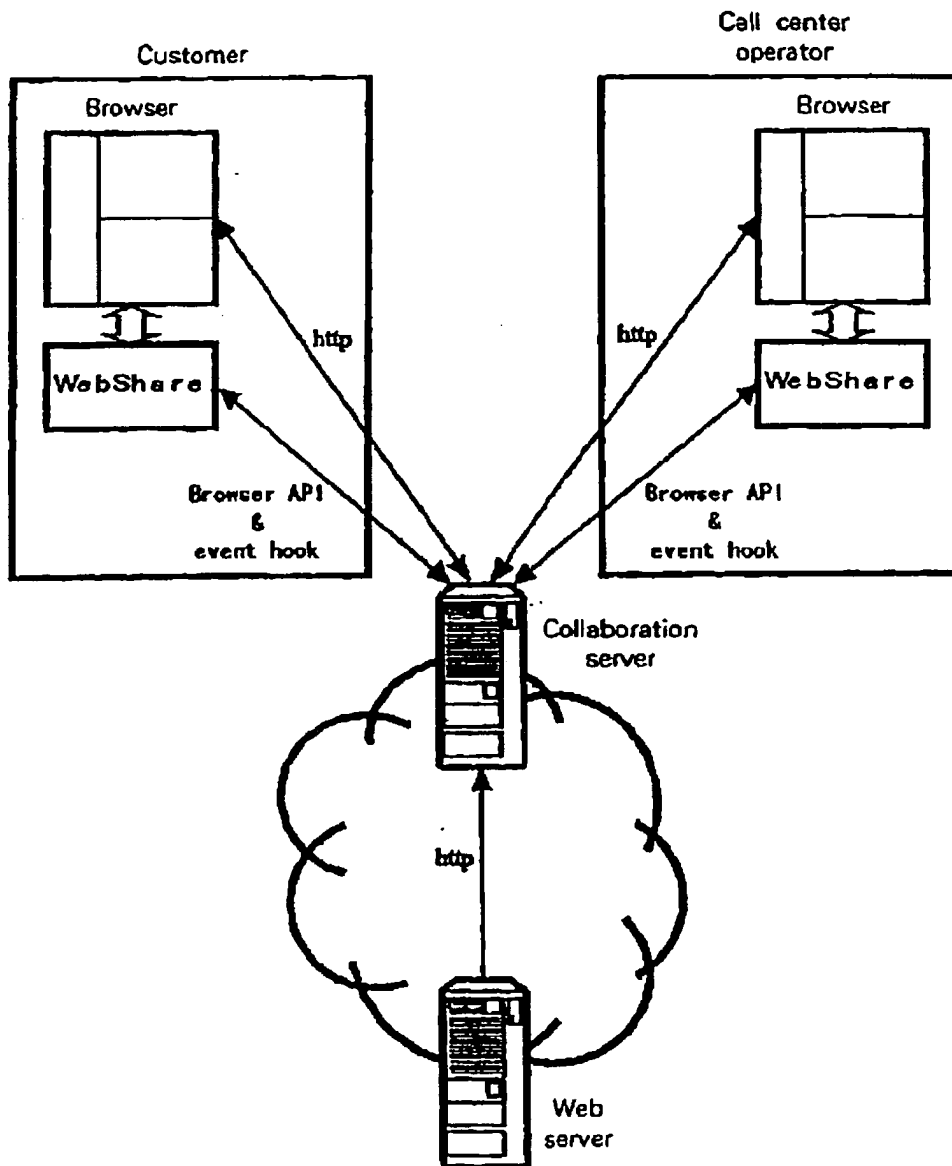 Customer
Call center
operator
Browser
Browser
http
http
WebShare
WebShare
Browser API
&
event hook
Browser API
&
event hook
Collaboration
server
http
Web
server